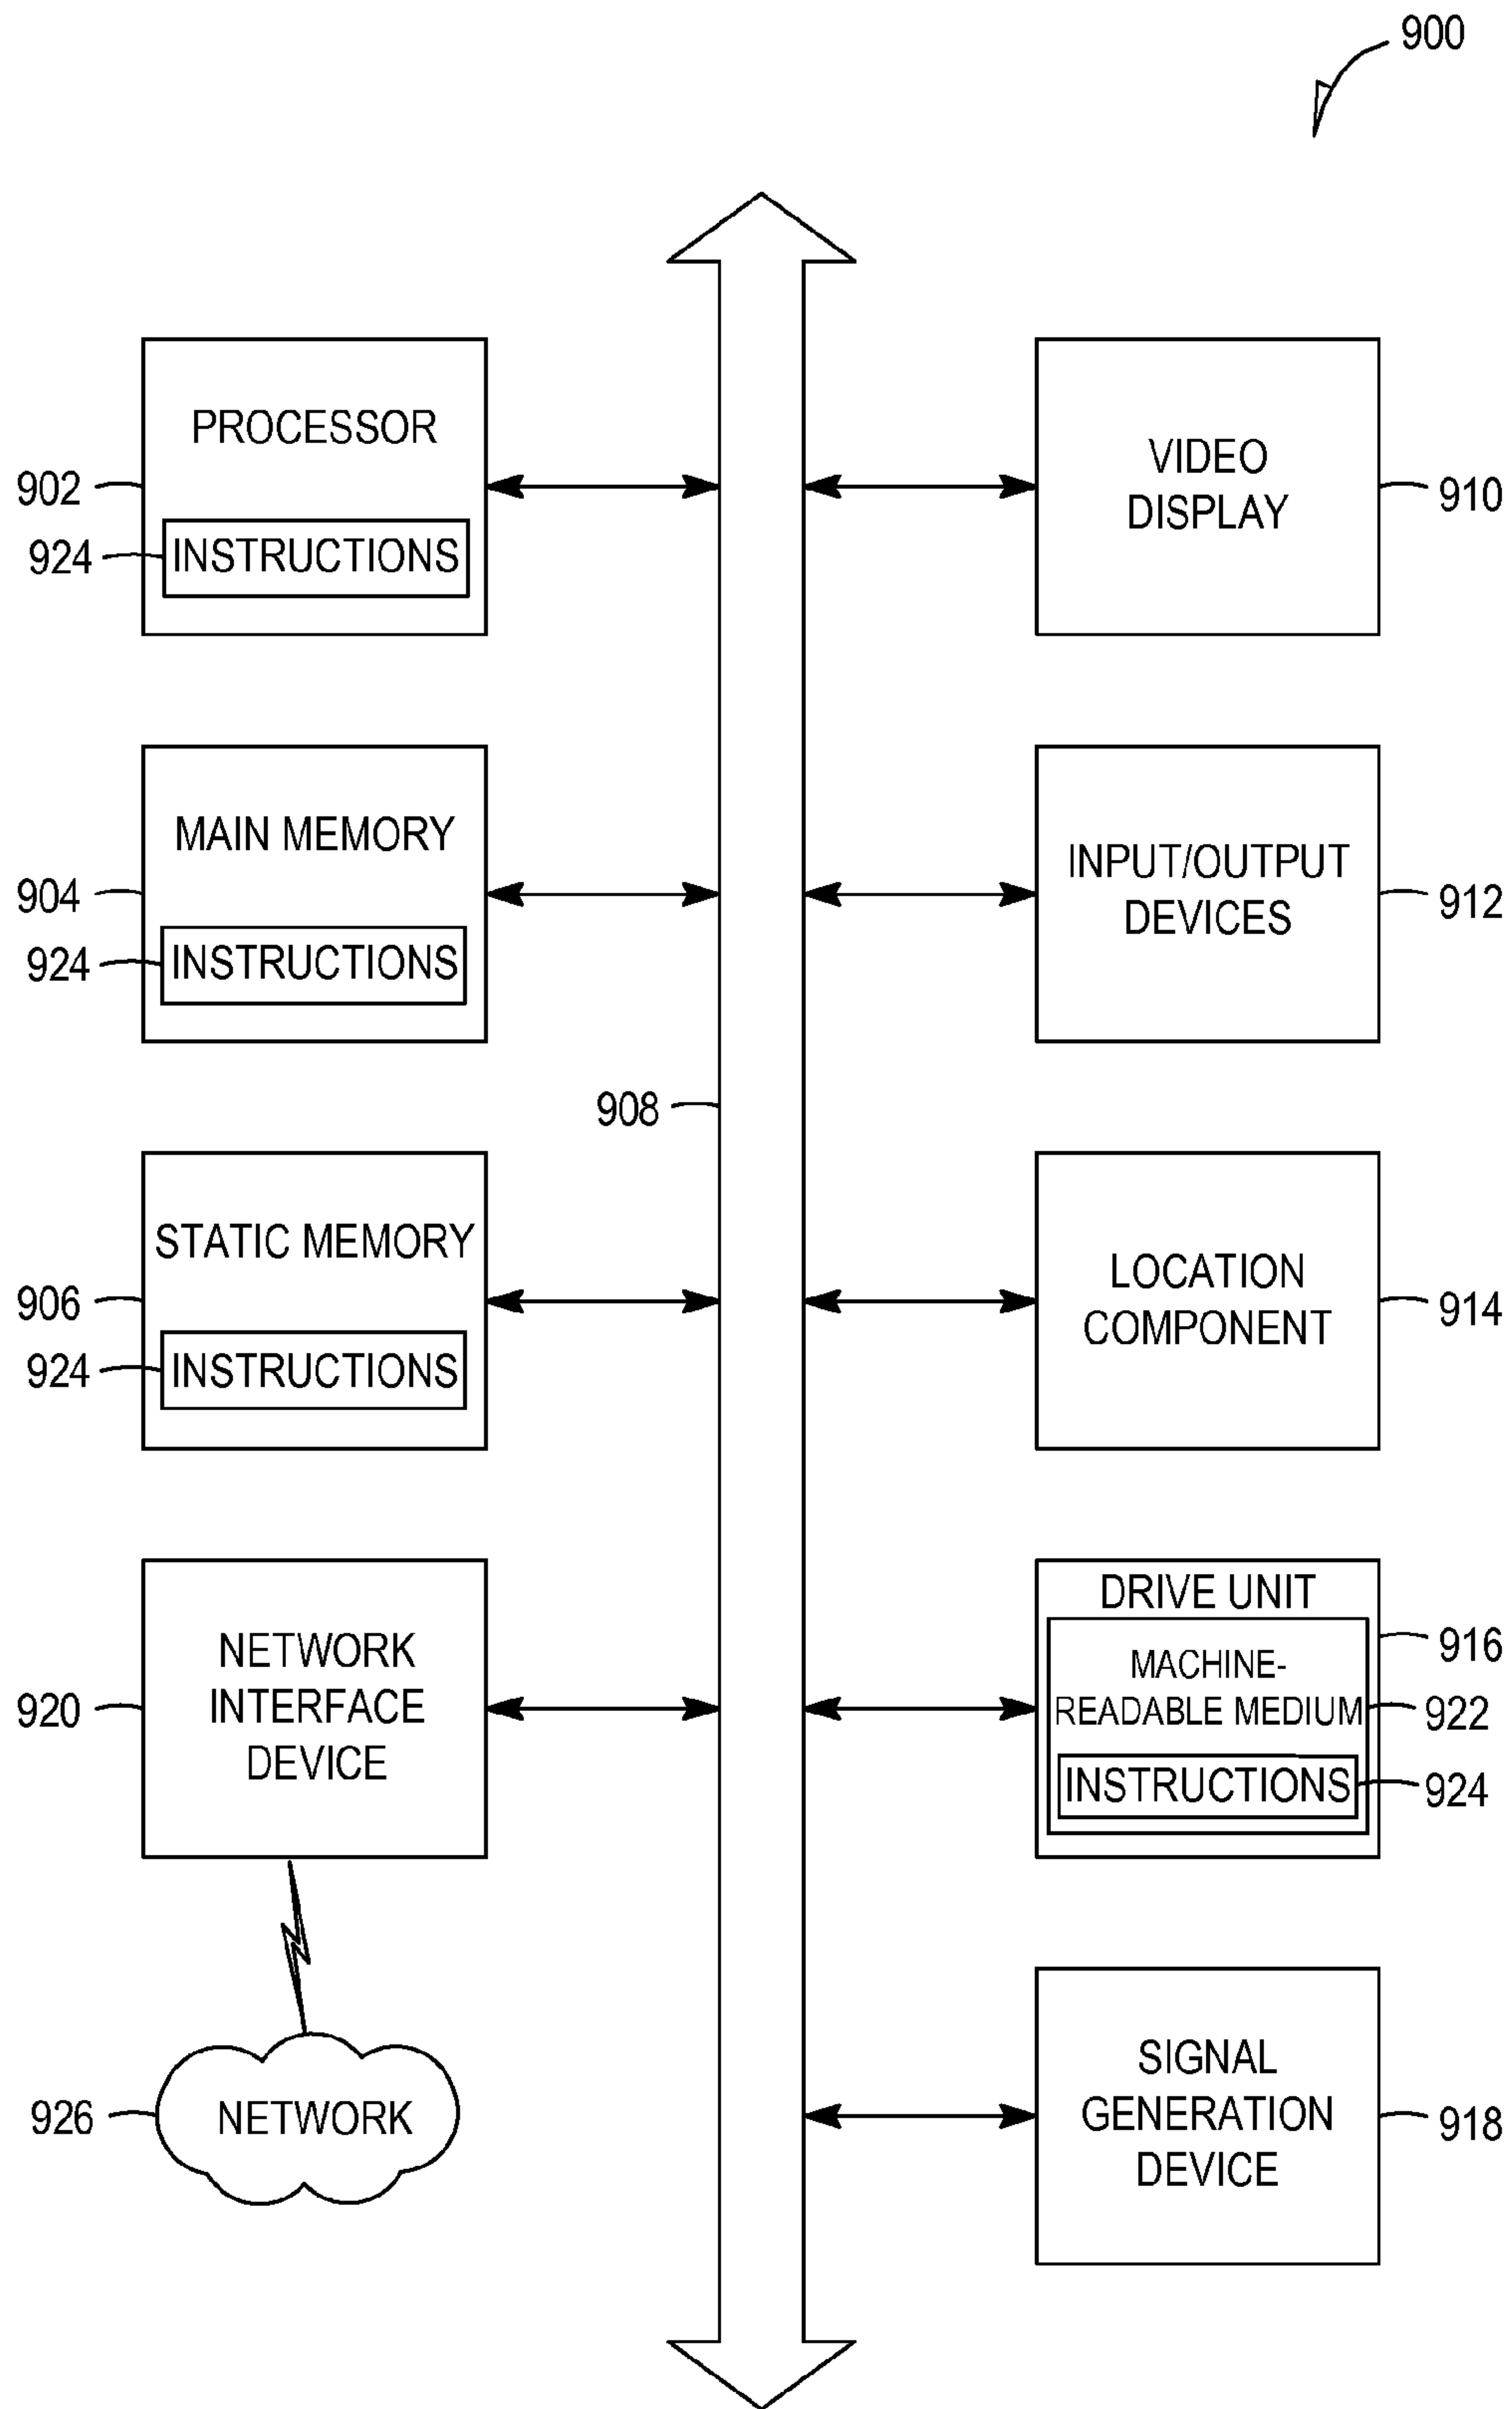 900
PROCESSOR
902
924
INSTRUCTIONS
VIDEO
DISPLAY
910
MAIN MEMORY
904
924
INSTRUCTIONS
INPUT/OUTPUT
DEVICES
912
908
STATIC MEMORY
906
924
INSTRUCTIONS
LOCATION
COMPONENT
914
NETWORK
INTERFACE
DEVICE
920
DRIVE UNIT
916
MACHINE-
READABLE MEDIUM
922
INSTRUCTIONS
924
926
NETWORK
SIGNAL
GENERATION
DEVICE
918